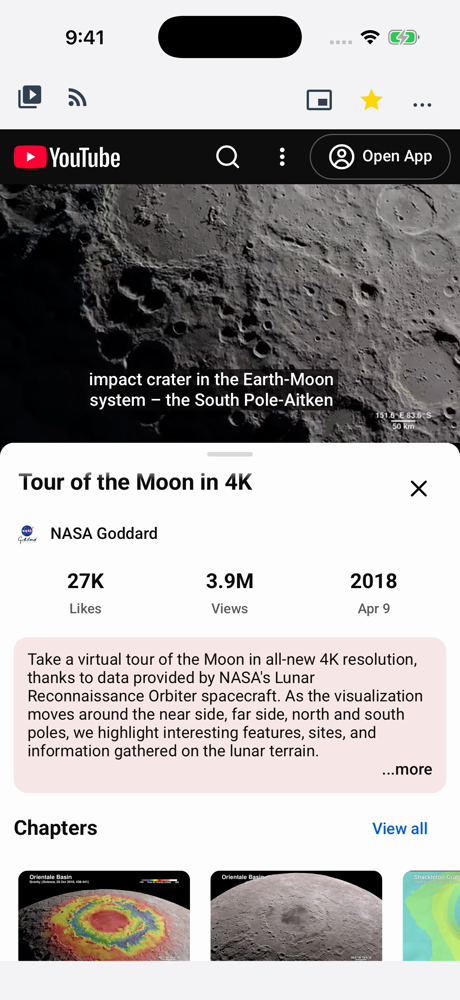 9:41
YouTube
Open App
impact crater in the Earth-Moon
system – the South Pole-Aitken
151.6°E 83.6°S
50 km
Tour of the Moon in 4K
NASA Goddard
27K
3.9M
2018
Likes
Views
Apr 9
Take a virtual tour of the Moon in all-new 4K resolution,
thanks to data provided by NASA's Lunar
Reconnaissance Orbiter spacecraft. As the visualization
moves around the near side, far side, north and south
poles, we highlight interesting features, sites, and
information gathered on the lunar terrain.
...more
Chapters
View all
Orientale Basin
Orientale Basin